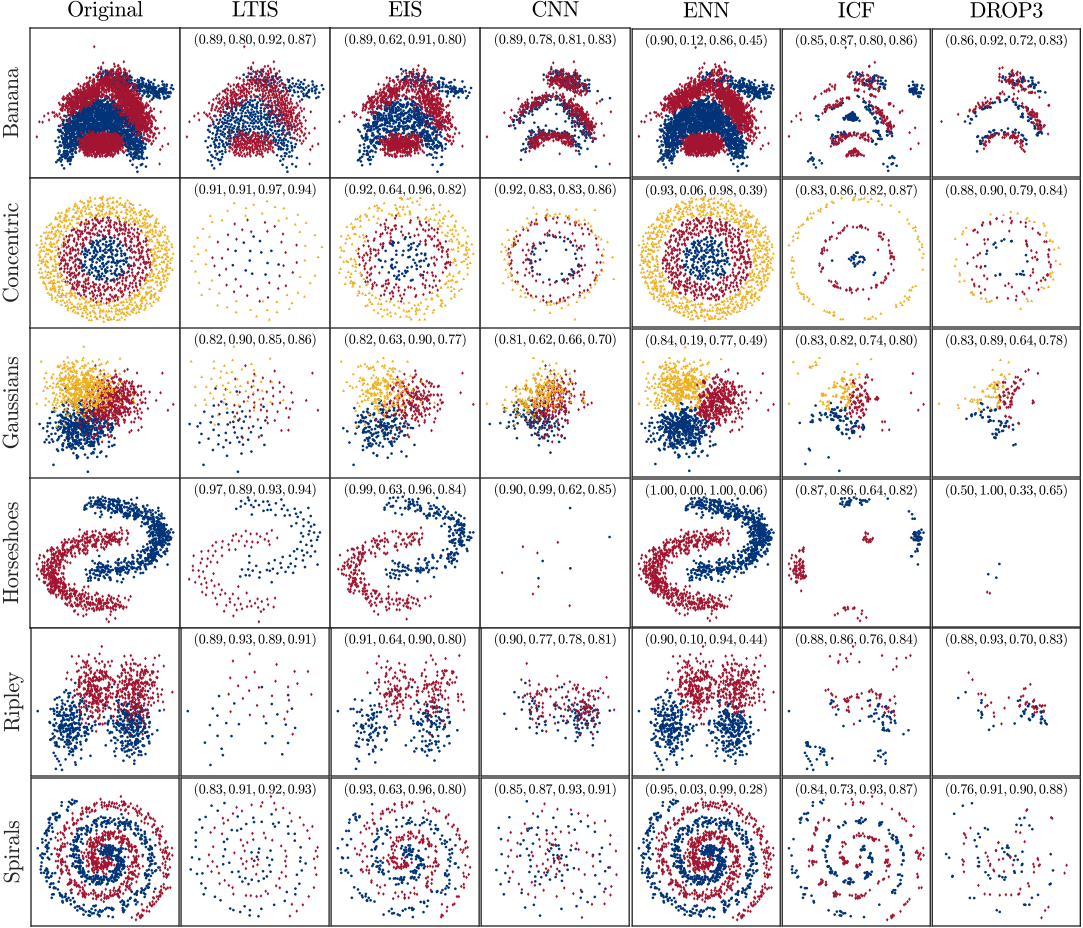 Original LTIS EIS CNN ENN ICF DROP3
Banana (0.89, 0.80, 0.92, 0.87) (0.89, 0.62, 0.91, 0.80) (0.89, 0.78, 0.81, 0.83) (0.90, 0.12, 0.86, 0.45) (0.85, 0.87, 0.80, 0.86) (0.86, 0.92, 0.72, 0.83)
Concentric (0.91, 0.91, 0.97, 0.94) (0.92, 0.64, 0.96, 0.82) (0.92, 0.83, 0.83, 0.86) (0.93, 0.06, 0.98, 0.39) (0.83, 0.86, 0.82, 0.87) (0.88, 0.90, 0.79, 0.84)
Gaussians (0.82, 0.90, 0.85, 0.86) (0.82, 0.63, 0.90, 0.77) (0.81, 0.62, 0.66, 0.70) (0.84, 0.19, 0.77, 0.49) (0.83, 0.82, 0.74, 0.80) (0.83, 0.89, 0.64, 0.78)
Horseshoes (0.97, 0.89, 0.93, 0.94) (0.99, 0.63, 0.96, 0.84) (0.90, 0.99, 0.62, 0.85) (1.00, 0.00, 1.00, 0.06) (0.87, 0.86, 0.64, 0.82) (0.50, 1.00, 0.33, 0.65)
Ripley (0.89, 0.93, 0.89, 0.91) (0.91, 0.64, 0.90, 0.80) (0.90, 0.77, 0.78, 0.81) (0.90, 0.10, 0.94, 0.44) (0.88, 0.86, 0.76, 0.84) (0.88, 0.93, 0.70, 0.83)
Spirals (0.83, 0.91, 0.92, 0.93) (0.93, 0.63, 0.96, 0.80) (0.85, 0.87, 0.93, 0.91) (0.95, 0.03, 0.99, 0.28) (0.84, 0.73, 0.93, 0.87) (0.76, 0.91, 0.90, 0.88)